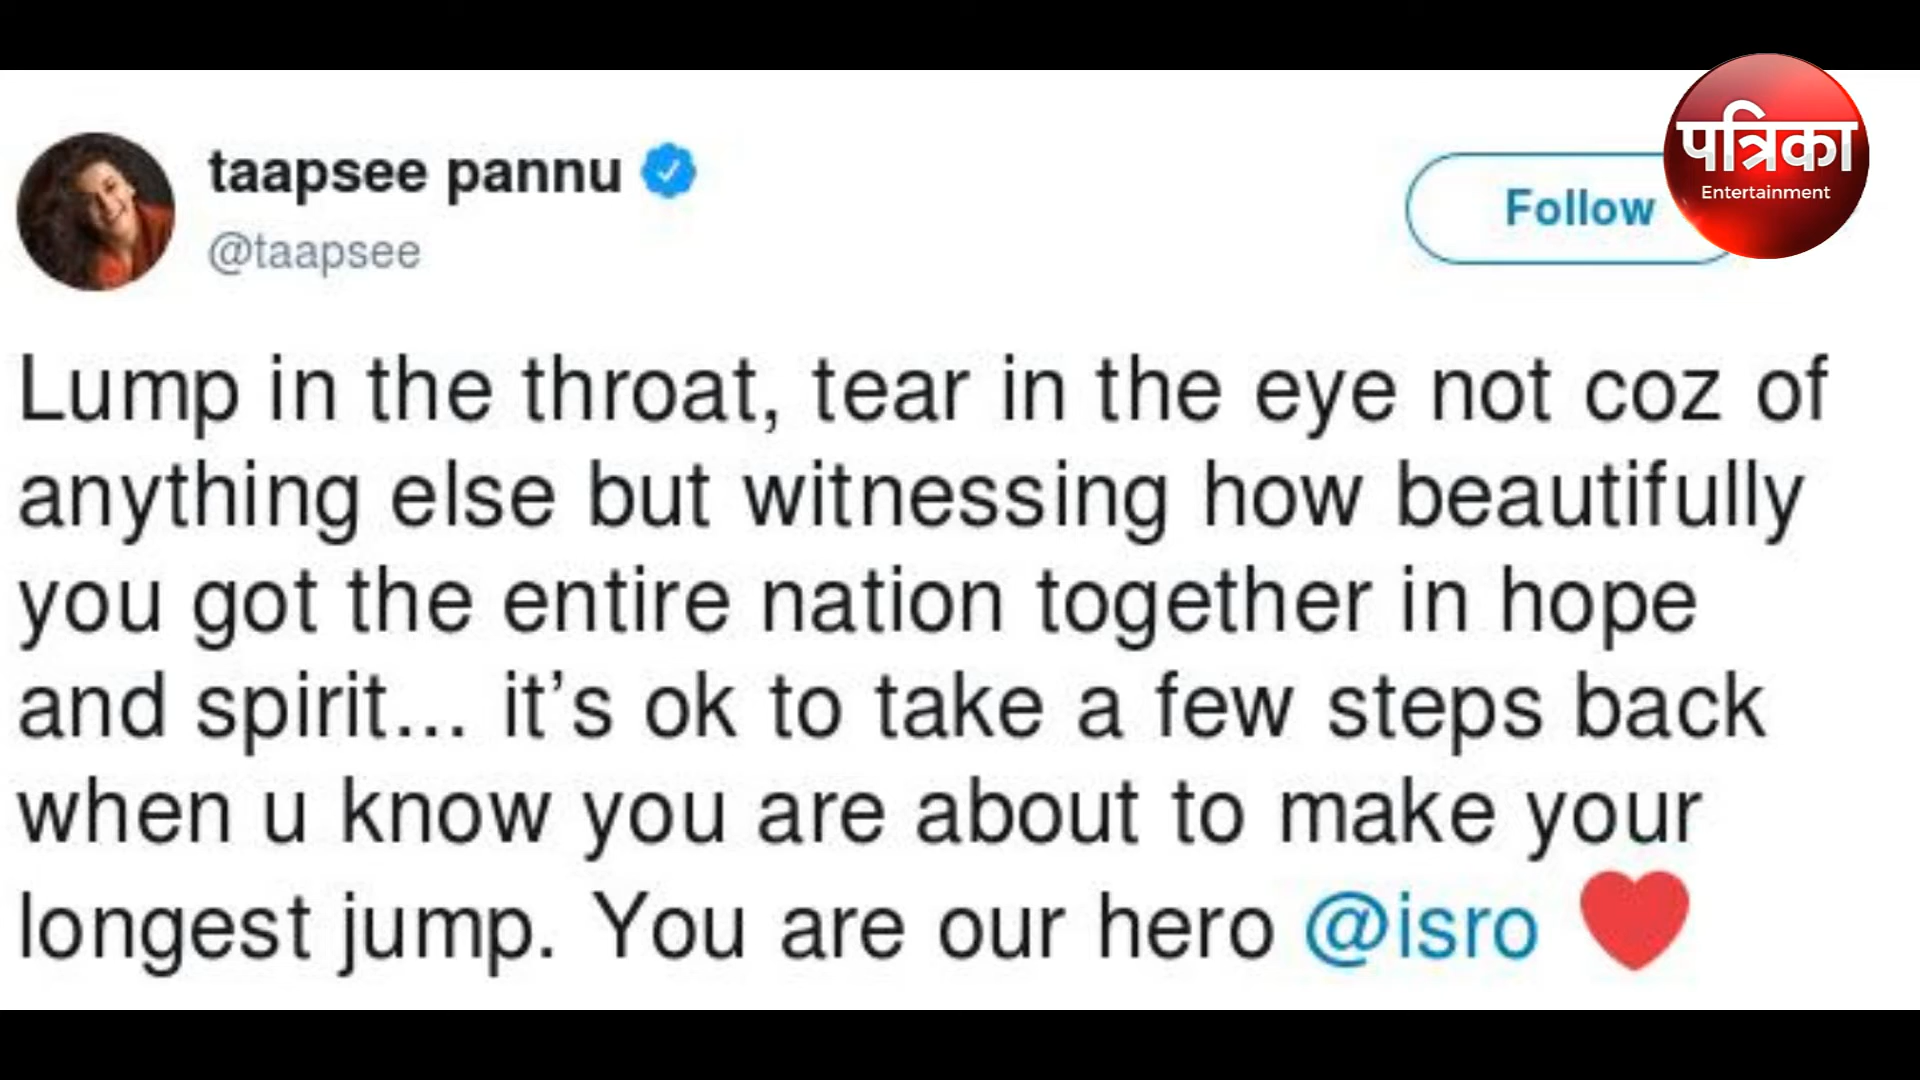 taapsee pannu
@taapsee
Follow
पत्रिका
Entertainment
Lump in the throat, tear in the eye not coz of
anything else but witnessing how beautifully
you got the entire nation together in hope
and spirit... it’s ok to take a few steps back
when u know you are about to make your
longest jump. You are our hero @isro ❤